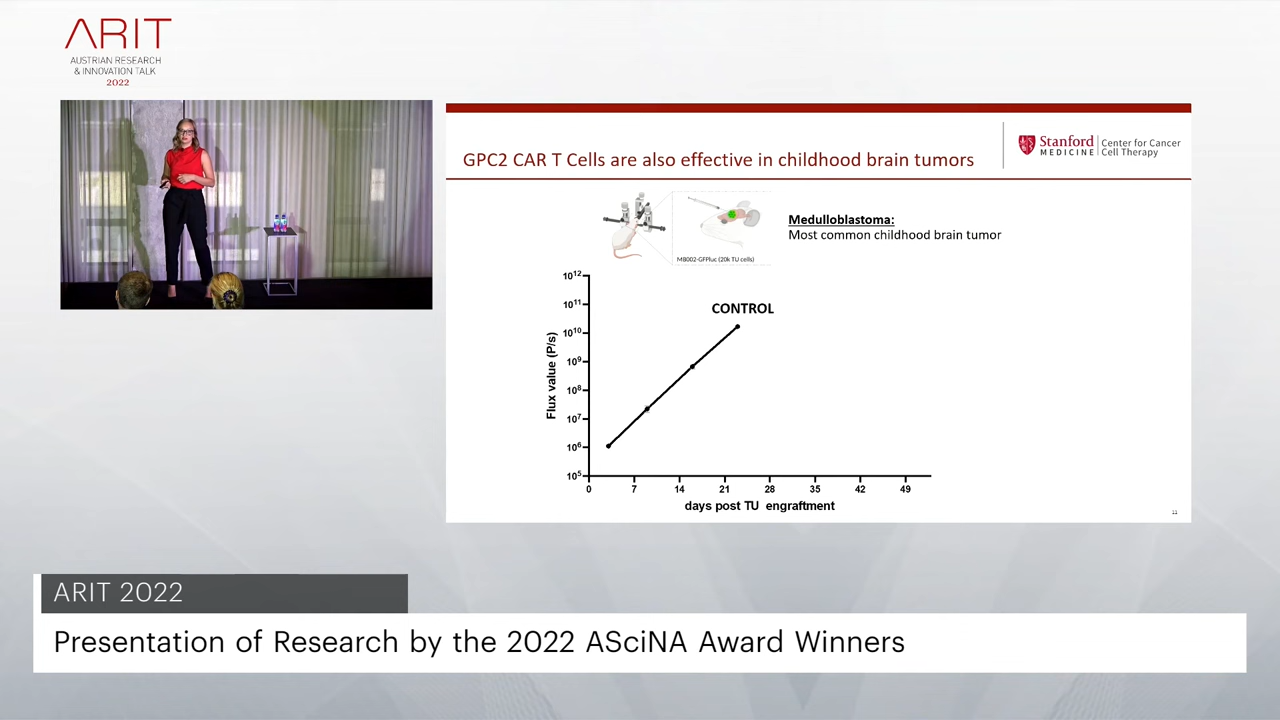 ARIT
AUSTRIAN RESEARCH
& INNOVATION TALK
2022
GPC2 CAR T Cells are also effective in childhood brain tumors
Stanford
MEDICINE
Center for Cancer
Cell Therapy
MB002-GFPluc (20k TU cells)
Medulloblastoma:
Most common childhood brain tumor
CONTROL
Flux value (P/s)
10¹²
10¹¹
10¹⁰
10⁹
10⁸
10⁷
10⁶
10⁵
0 7 14 21 28 35 42 49
days post TU engraftment
11
ARIT 2022
Presentation of Research by the 2022 ASciNA Award Winners